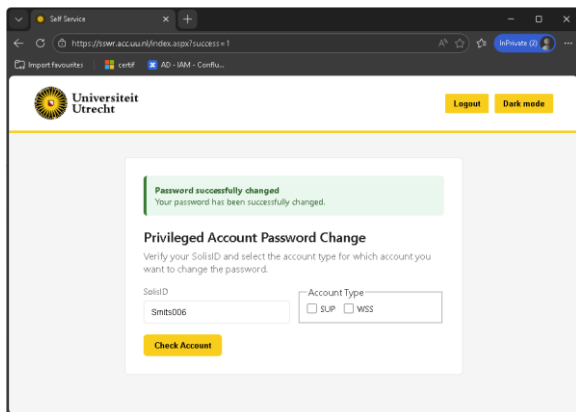 Self Service
https://sswr.acc.uu.nl/index.aspx?success=1
InPrivate (2)
Import favourites
certif
AD - IAM - Conflu...
Universiteit
Utrecht
Logout
Dark mode
Password successfully changed
Your password has been successfully changed.
Privileged Account Password Change
Verify your SolisID and select the account type for which account you
want to change the password.
SolisID
Account Type
Smits006
SUP
WSS
Check Account